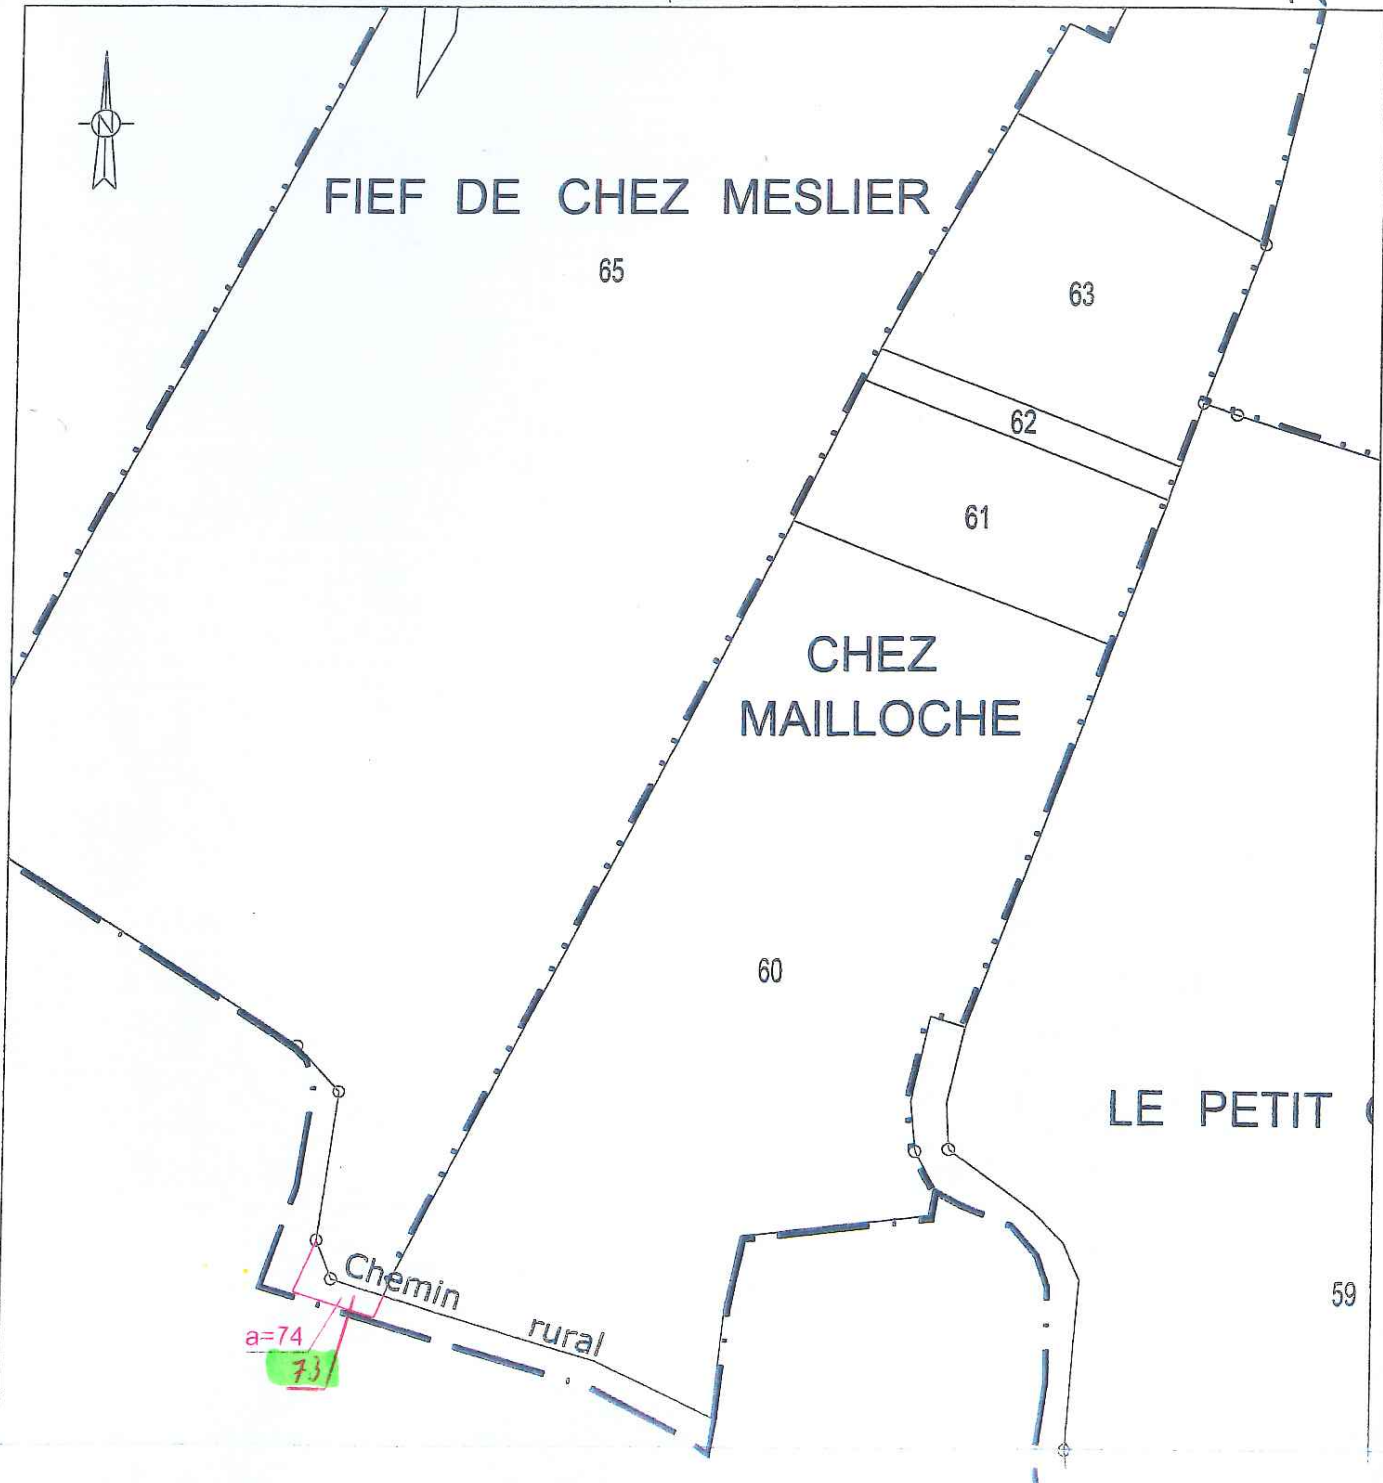 N
FIEF DE CHEZ MESLIER
65
63
62
61
CHEZ
MAILLOCHE
60
LE PETIT
59
Chemin rural
a=74
73